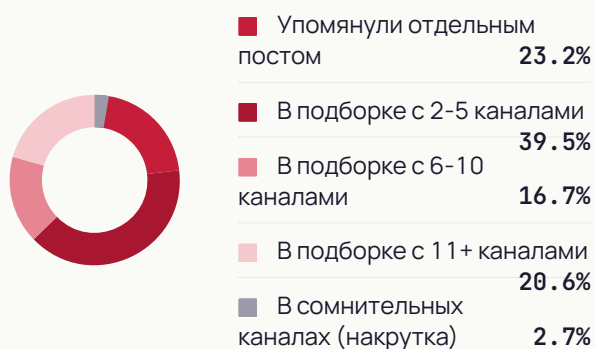 Упомянули отдельным
постом 23.2%
В подборке с 2-5 каналами
39.5%
В подборке с 6-10
каналами 16.7%
В подборке с 11+ каналами
20.6%
В сомнительных
каналах (накрутка) 2.7%